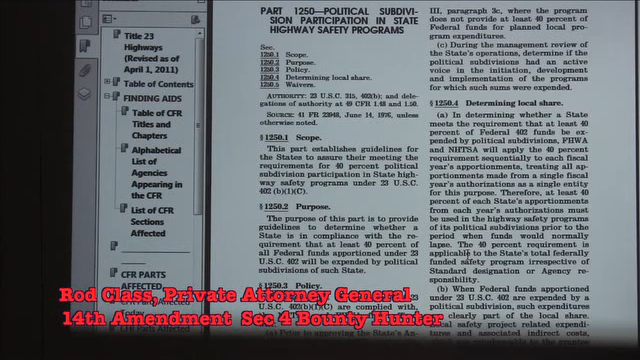 Title 23
Highways
(Revised as of
April 1, 2011)
Table of Contents
FINDING AIDS
Table of CFR
Titles and
Chapters
Alphabetical
List of
Agencies
Appearing in
the CFR
List of CFR
Sections
Affected
CFR PARTS
AFFECTED
PART 1250—POLITICAL SUBDIVI-
SION PARTICIPATION IN STATE
HIGHWAY SAFETY PROGRAMS
Sec.
1250.1 Scope.
1250.2 Purpose.
1250.3 Policy.
1250.4 Determining local share.
1250.5 Waivers.
AUTHORITY: 23 U.S.C. 315, 402(b); and dele-
gations of authority at 49 CFR 1.48 and 1.50.
SOURCE: 41 FR 23948, June 14, 1976, unless
otherwise noted.
§ 1250.1 Scope.
This part establishes guidelines for
the States to assure their meeting the
requirements for 40 percent political
subdivision participation in State high-
way safety programs under 23 U.S.C.
402 (b)(1)(C).
§ 1250.2 Purpose.
The purpose of this part is to provide
guidelines to determine whether a
State is in compliance with the re-
quirement that at least 40 percent of
all Federal funds apportioned under 23
U.S.C. 402 will be expended by political
subdivisions of such State.
§ 1250.3 Policy.
III, paragraph 3c, where the program
does not provide at least 40 percent of
Federal funds for planned local pro-
gram expenditures.
(c) During the management review of
the State's operations, determine if the
political subdivisions had an active
voice in the initiation, development
and implementation of the programs
for which such sums were expended.
§ 1250.4 Determining local share.
(a) In determining whether a State
meets the requirement that at least 40
percent of Federal 402 funds be ex-
pended by political subdivisions, FHWA
and NHTSA will apply the 40 percent
requirement sequentially to each fiscal
year's apportionments, treating all ap-
portionments made from a single fiscal
year's authorizations as a single entity
for this purpose. Therefore, at least 40
percent of each State's apportionments
from each year's authorizations must
be used in the highway safety programs
of its political subdivisions prior to the
period when funds would normally
lapse. The 40 percent requirement is
applicable to the State's total federally
funded safety program irrespective of
Standard designation or Agency re-
sponsibility.
(b) When Federal funds apportioned
under 23 U.S.C. 402 are expended by a
political subdivision, such expenditures
are clearly part of the local share.
Local safety project related expendi-
tures and associated indirect costs,
Rod Class, Private Attorney General
14th Amendment Sec 4 Bounty Hunter